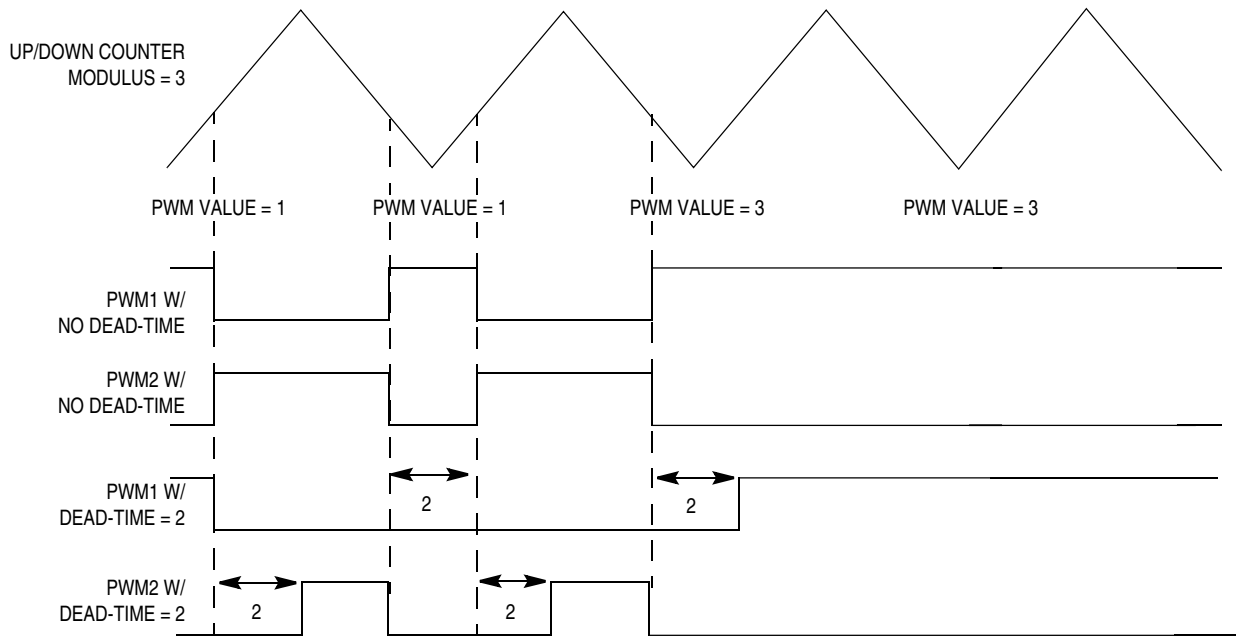 UP/DOWN COUNTER
MODULUS = 3
PWM VALUE = 1
PWM VALUE = 1
PWM VALUE = 3
PWM VALUE = 3
PWM1 W/
NO DEAD-TIME
PWM2 W/
NO DEAD-TIME
PWM1 W/
DEAD-TIME = 2
2
2
PWM2 W/
DEAD-TIME = 2
2
2